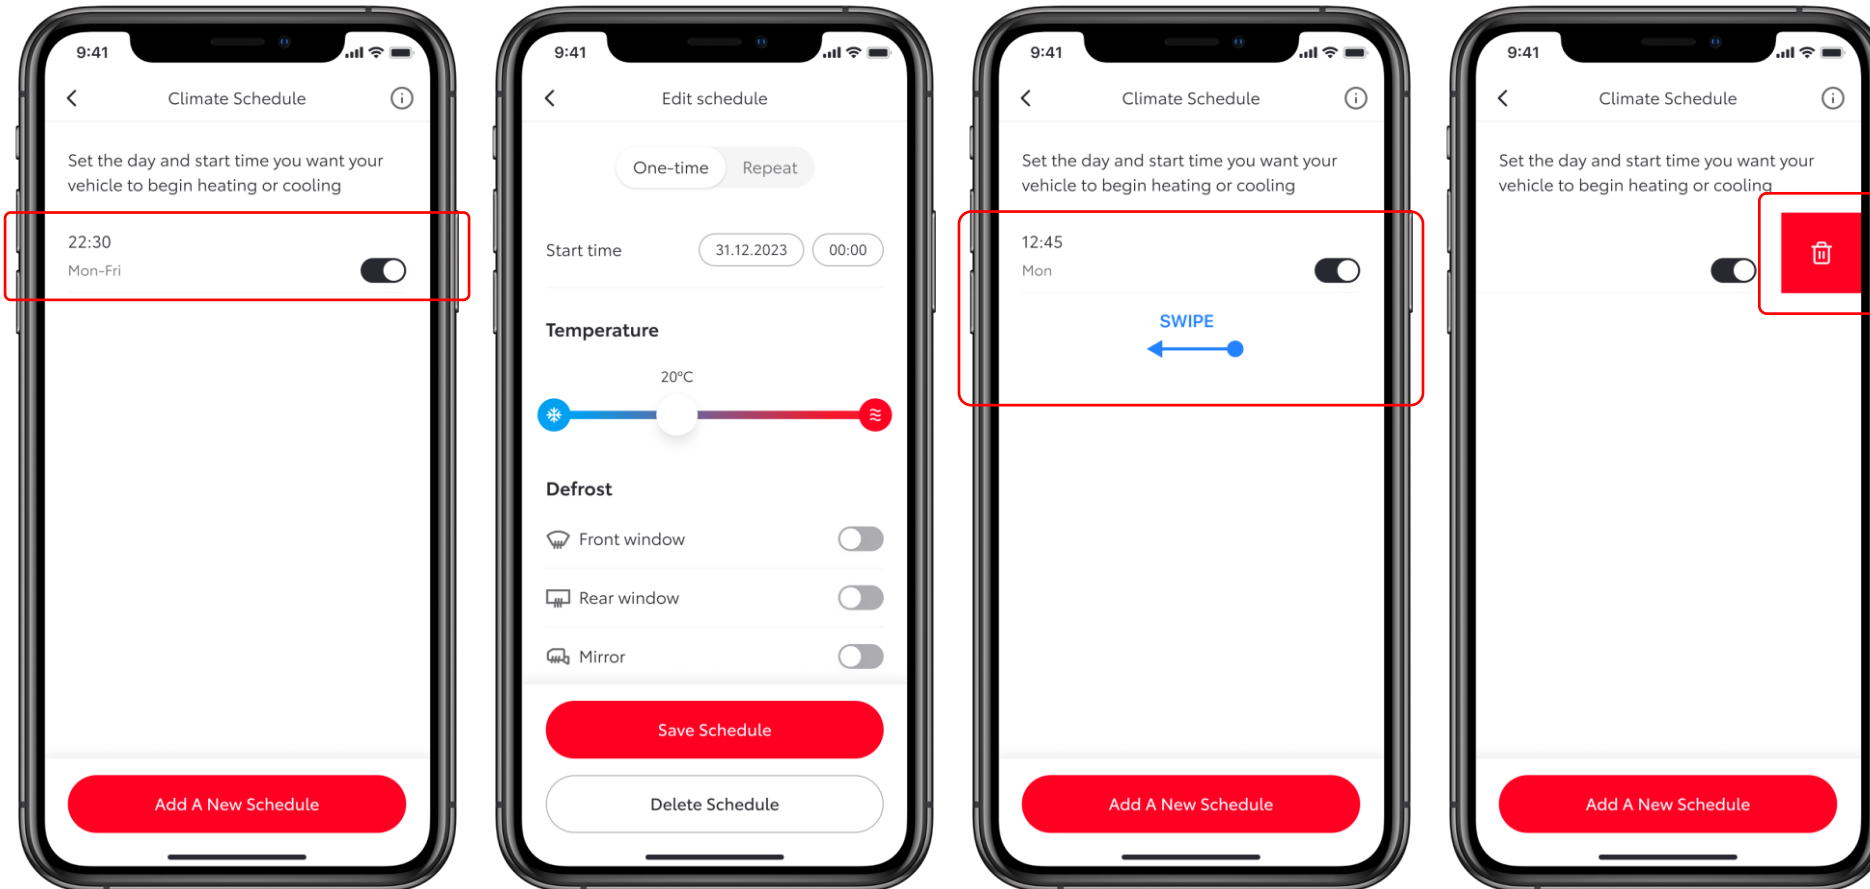 9:41
Climate Schedule
Set the day and start time you want your
vehicle to begin heating or cooling
22:30
Mon-Fri
Add A New Schedule
9:41
Edit schedule
One-time Repeat
Start time 31.12.2023 00:00
Temperature
20°C
Defrost
Front window
Rear window
Mirror
Save Schedule
Delete Schedule
9:41
Climate Schedule
Set the day and start time you want your
vehicle to begin heating or cooling
12:45
Mon
SWIPE
Add A New Schedule
9:41
Climate Schedule
Set the day and start time you want your
vehicle to begin heating or cooling
Add A New Schedule